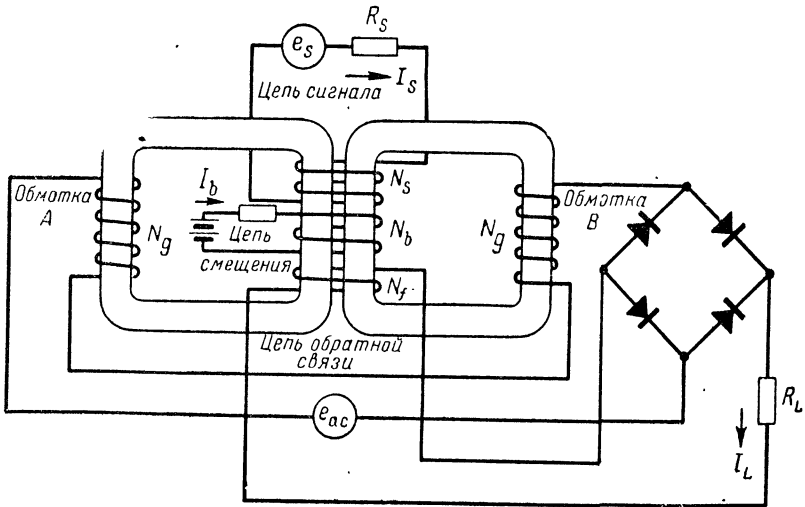 R_s
e_s
I_s
Цепь сигнала
I_b
N_s
Обмотка
A
Обмотка
B
N_g
Цепь
N_b
N_g
смещения
N_f
Цепь обратной
связи
e_ac
R_L
I_L